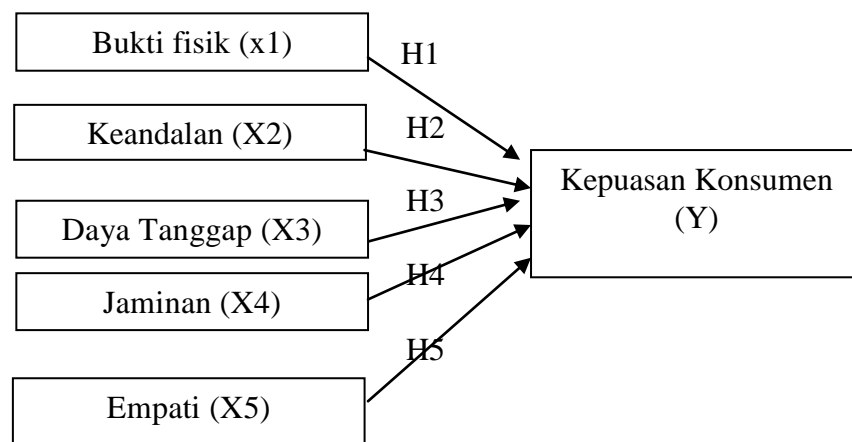 Bukti fisik (x1)
H1
Keandalan (X2)
H2
Kepuasan Konsumen
(Y)
H3
Daya Tanggap (X3)
H4
Jaminan (X4)
H5
Empati (X5)